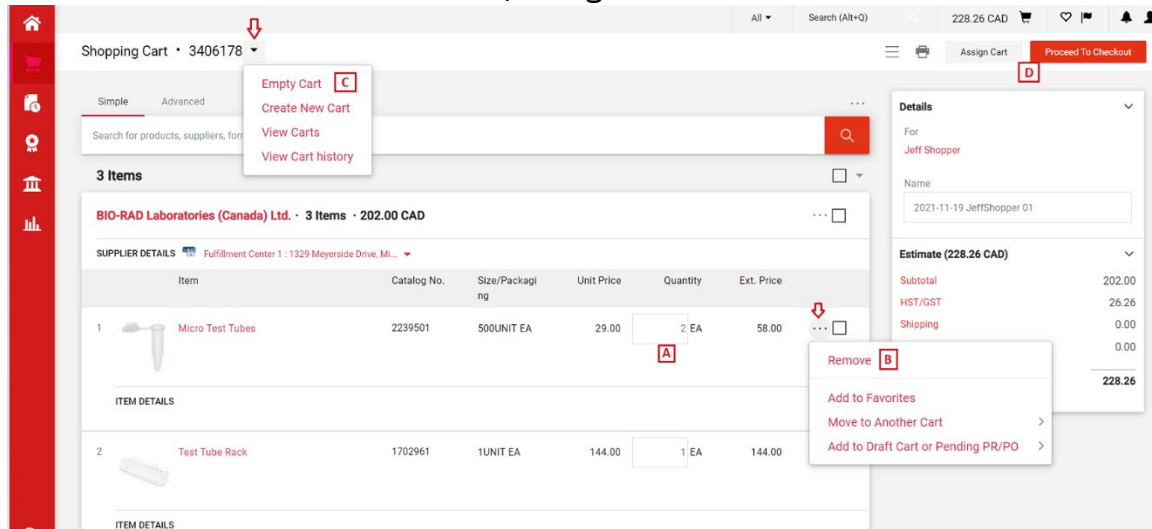 All Search (Alt+Q) 228.26 CAD
Shopping Cart • 3406178 Assign Cart Proceed To Checkout
D
Empty Cart C
Create New Cart
View Carts
View Cart history
Simple Advanced ...
Search for products, suppliers, for
3 Items
BIO-RAD Laboratories (Canada) Ltd. · 3 Items · 202.00 CAD ...
SUPPLIER DETAILS Fulfillment Center 1 : 1329 Meyerside Drive, Mi...
Item Catalog No. Size/Packagi Unit Price Quantity Ext. Price
ng
1 Micro Test Tubes 2239501 500UNIT EA 29.00 2 EA 58.00 ...
A
ITEM DETAILS
2 Test Tube Rack 1702961 1UNIT EA 144.00 1 EA 144.00
ITEM DETAILS
Remove B
Add to Favorites
Move to Another Cart
Add to Draft Cart or Pending PR/PO
Details
For
Jeff Shopper
Name
2021-11-19 JeffShopper 01
Estimate (228.26 CAD)
Subtotal 202.00
HST/GST 26.26
Shipping 0.00
0.00
228.26